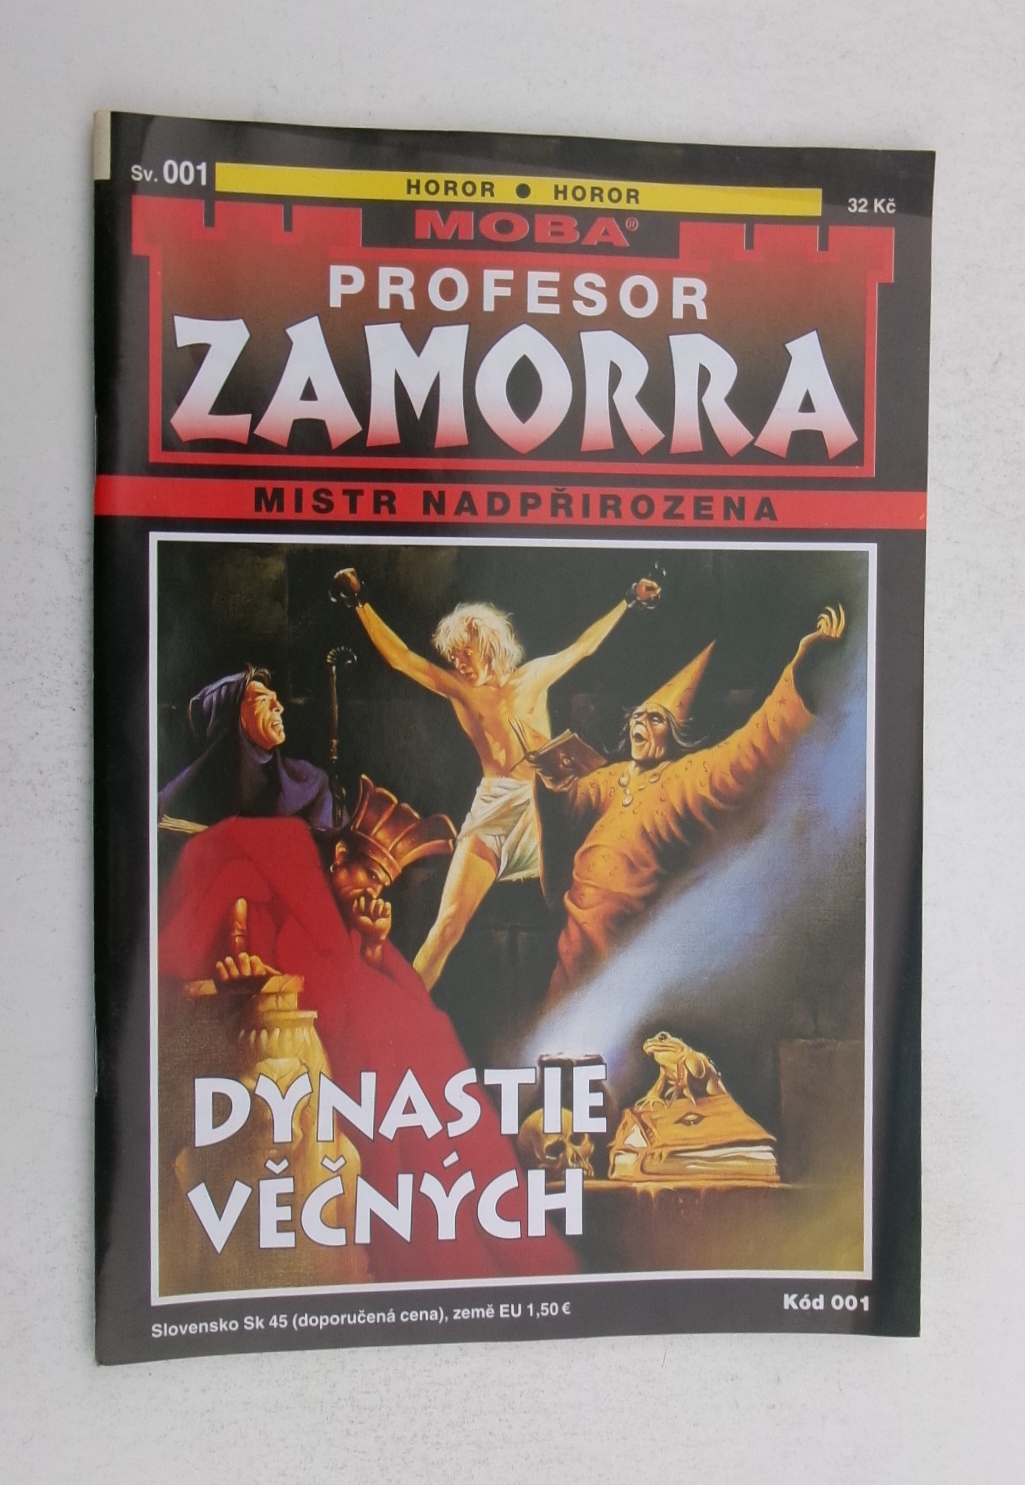 Sv. 001
HOROR ● HOROR
32 Kč
MOBA®
PROFESOR
ZAMORRA
MISTR NADPŘIROZENA
DYNASTIE
VĚČNÝCH
Kód 001
Slovensko Sk 45 (doporučená cena), země EU 1,50 €